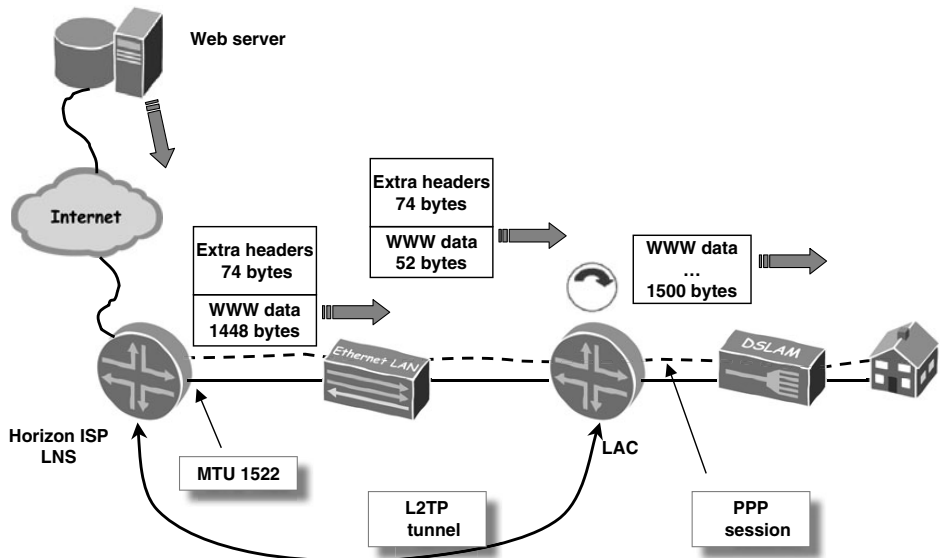 Web server
Internet
Extra headers
74 bytes
WWW data
1448 bytes
Extra headers
74 bytes
WWW data
52 bytes
WWW data
...
1500 bytes
Ethernet LAN
DSLAM
Horizon ISP
LNS
MTU 1522
LAC
L2TP
tunnel
PPP
session